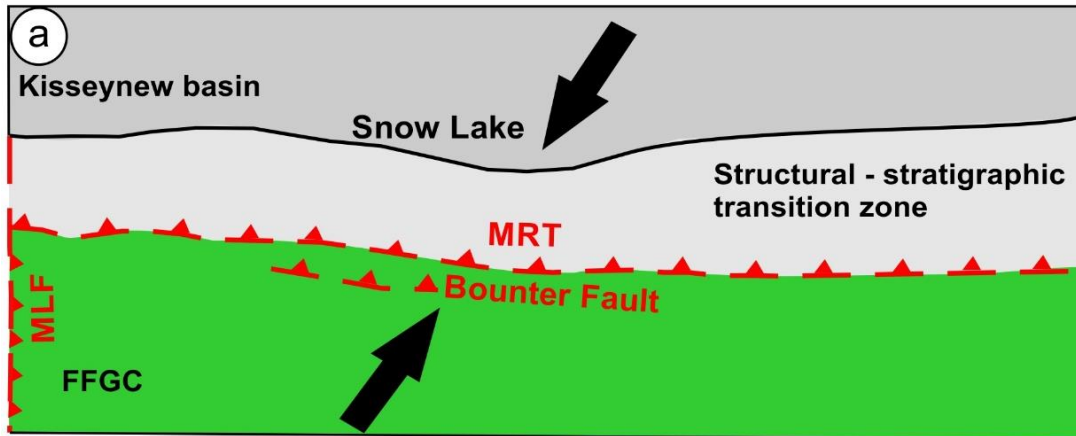 a
Kisseynew basin
Snow Lake
Structural - stratigraphic
transition zone
MRT
Bounter Fault
MLF
FFGC